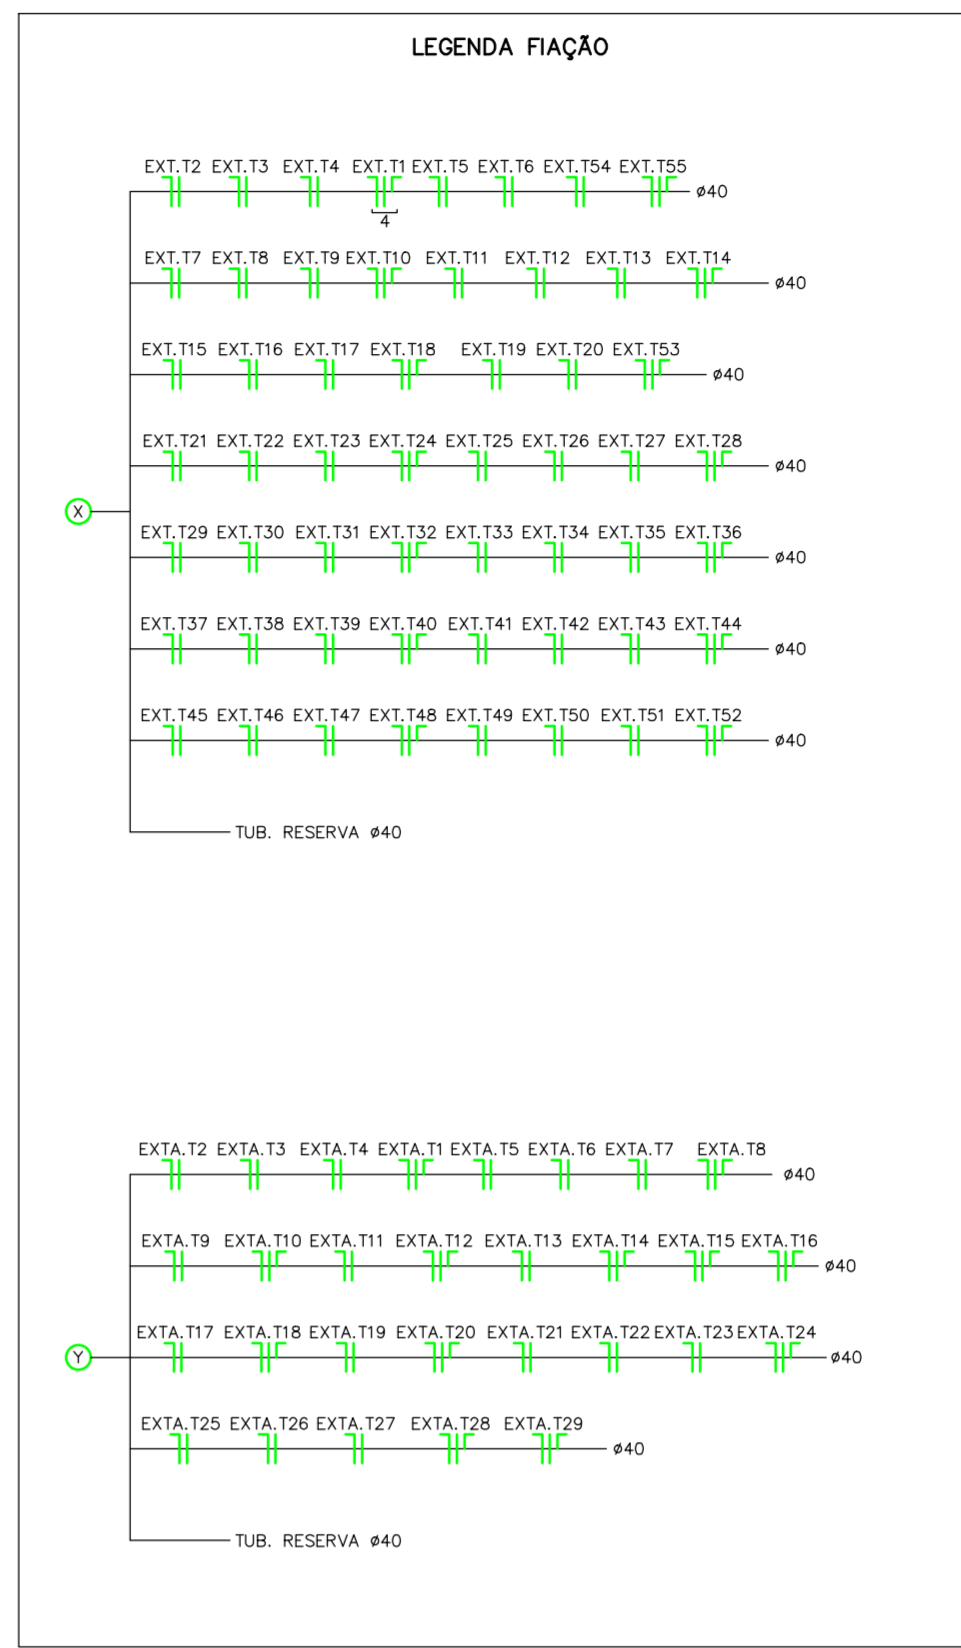 LEGENDA FIAÇÃO
EXT.T2 EXT.T3 EXT.T4 EXT.T1 EXT.T5 EXT.T6 EXT.T54 EXT.T55
ø40
4
EXT.T7 EXT.T8 EXT.T9 EXT.T10 EXT.T11 EXT.T12 EXT.T13 EXT.T14
ø40
EXT.T15 EXT.T16 EXT.T17 EXT.T18 EXT.T19 EXT.T20 EXT.T53
ø40
EXT.T21 EXT.T22 EXT.T23 EXT.T24 EXT.T25 EXT.T26 EXT.T27 EXT.T28
ø40
X
EXT.T29 EXT.T30 EXT.T31 EXT.T32 EXT.T33 EXT.T34 EXT.T35 EXT.T36
ø40
EXT.T37 EXT.T38 EXT.T39 EXT.T40 EXT.T41 EXT.T42 EXT.T43 EXT.T44
ø40
EXT.T45 EXT.T46 EXT.T47 EXT.T48 EXT.T49 EXT.T50 EXT.T51 EXT.T52
ø40
TUB. RESERVA ø40
EXTA.T2 EXTA.T3 EXTA.T4 EXTA.T1 EXTA.T5 EXTA.T6 EXTA.T7 EXTA.T8
ø40
EXTA.T9 EXTA.T10 EXTA.T11 EXTA.T12 EXTA.T13 EXTA.T14 EXTA.T15 EXTA.T16
ø40
EXTA.T17 EXTA.T18 EXTA.T19 EXTA.T20 EXTA.T21 EXTA.T22 EXTA.T23 EXTA.T24
Y
ø40
EXTA.T25 EXTA.T26 EXTA.T27 EXTA.T28 EXTA.T29
ø40
TUB. RESERVA ø40